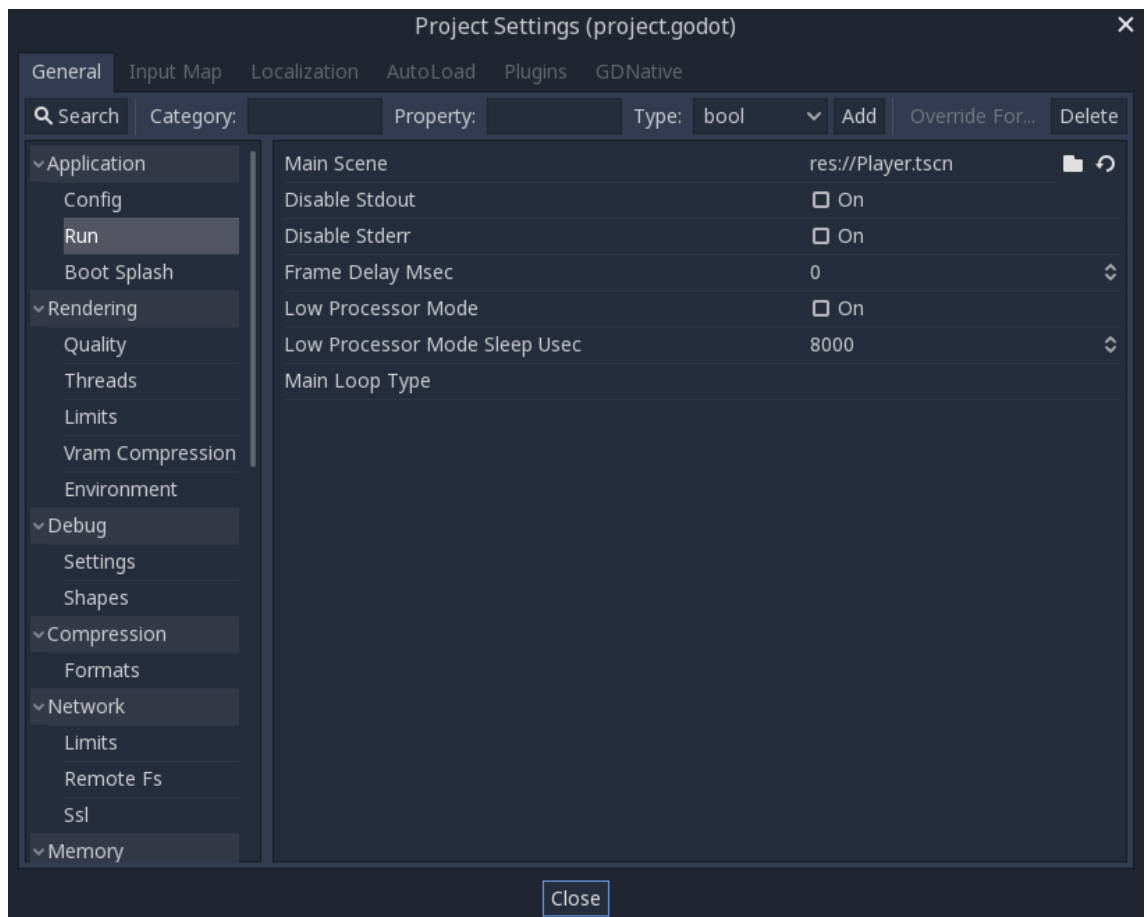 Project Settings (project.godot)
General Input Map Localization AutoLoad Plugins GDNative
Search Category: Property: Type: bool Add Override For... Delete
Application
Config
Run
Boot Splash
Rendering
Quality
Threads
Limits
Vram Compression
Environment
Debug
Settings
Shapes
Compression
Formats
Network
Limits
Remote Fs
Ssl
Memory
Main Scene res://Player.tscn
Disable Stdout On
Disable Stderr On
Frame Delay Msec 0
Low Processor Mode On
Low Processor Mode Sleep Usec 8000
Main Loop Type
Close